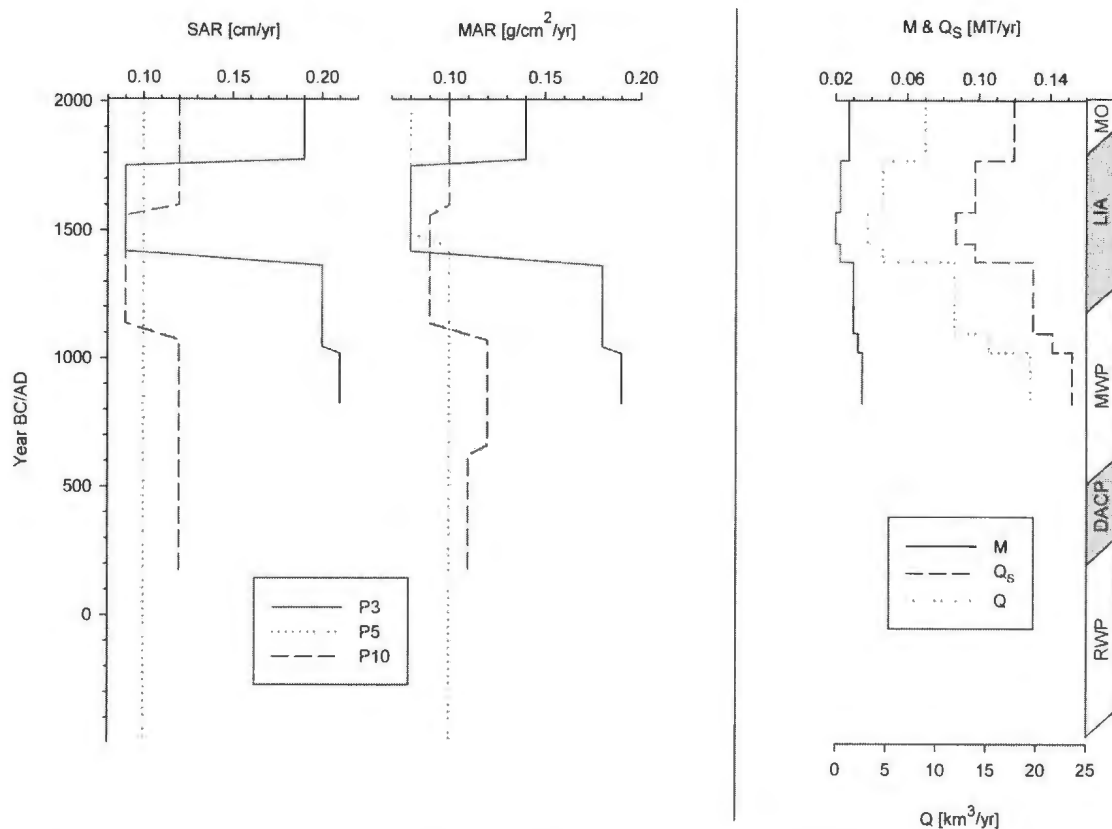 SAR [cm/yr]
MAR [g/cm2/yr]
M & QS [MT/yr]
0.10 0.15 0.20
0.10 0.15 0.20
0.02 0.06 0.10 0.14
2000
1500
1000
500
0
Year BC/AD
P3
P5
P10
M
Qs
Q
MO
LIA
MWP
DACP
RWP
0 5 10 15 20 25
Q [km3/yr]